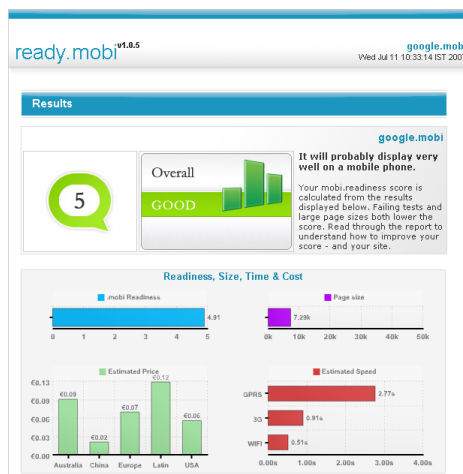 ready.mobi v1.0.5
google.mobi
Wed Jul 11 10:33:14 IST 2007
Results
google.mobi
5
Overall
GOOD
It will probably display very
well on a mobile phone.
Your mobi.readiness score is
calculated from the results
displayed below. Failing tests and
large page sizes both lower the
score. Read through the report to
understand how to improve your
score - and your site.
Readiness, Size, Time & Cost
.mobi Readiness
4.91
0 1 2 3 4 5
Page size
7.29k
0k 10k 20k 30k 40k 50k
Estimated Price
€0.13
€0.09
€0.06
€0.03
€0.00
€0.09
€0.02
€0.07
€0.12
€0.06
Australia China Europe Latin USA
Estimated Speed
GPRS 2.77s
3G 0.91s
WIFI 0.51s
0.00s 1.00s 2.00s 3.00s 4.00s